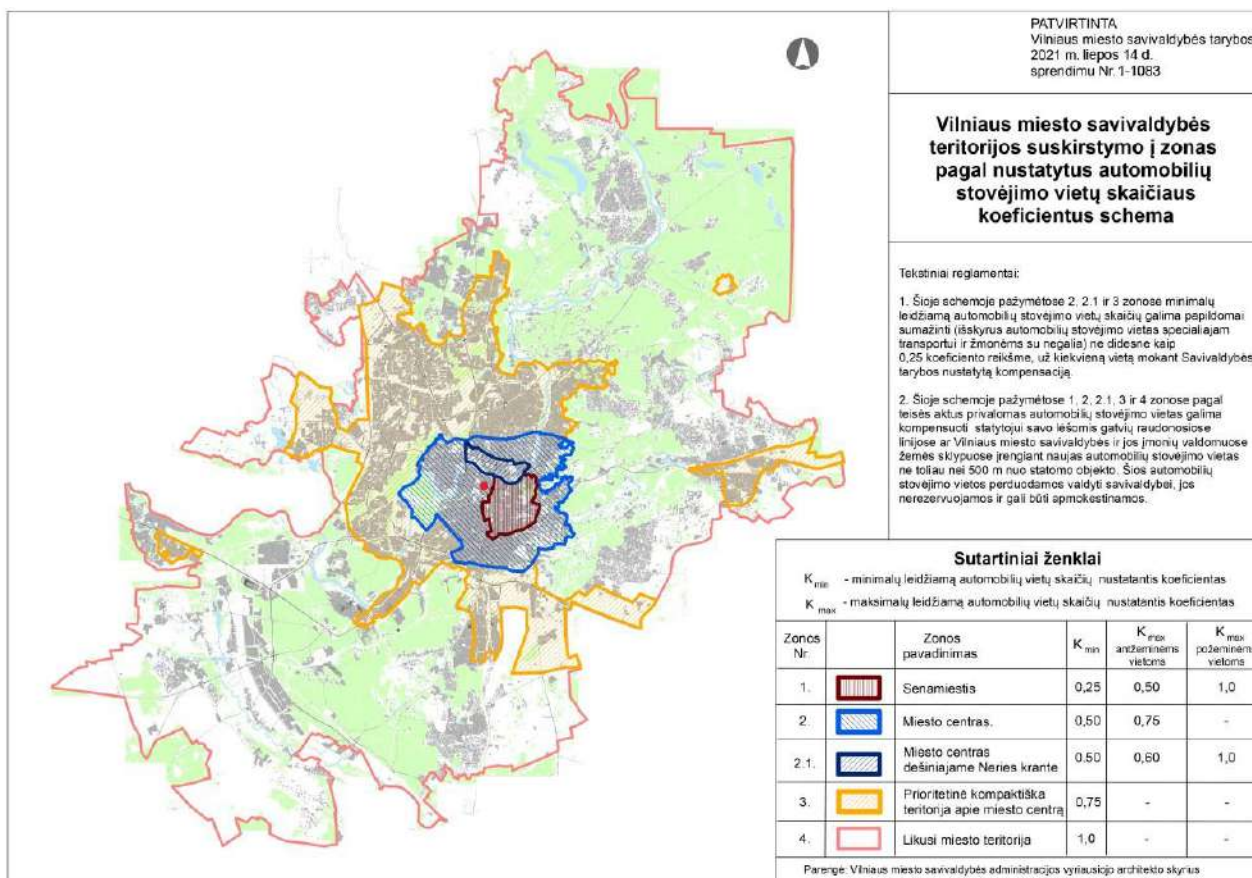 PATVIRTINTA
Vilniaus miesto savivaldybės tarybos
2021 m. liepos 14 d.
sprendimu Nr. 1-1083
Vilniaus miesto savivaldybės
teritorijos suskirstymo į zonas
pagal nustatytus automobilių
stovėjimo vietų skaičiaus
koeficientus schema
Tekstiniai reglamentai:
1. Šioje schemoje pažymėtose 2, 2.1 ir 3 zonose minimalų
leidžiamą automobilių stovėjimo vietų skaičių galima papildomai
sumažinti (išskyrus automobilių stovėjimo vietas specialiajam
transportui ir žmonėms su negalia) ne didesne kaip
0,25 koeficiento reikšme, už kiekvieną vietą mokant Savivaldybės
tarybos nustatytą kompensaciją.
2. Šioje schemoje pažymėtose 1, 2, 2.1, 3 ir 4 zonose pagal
teisės aktus privalomas automobilių stovėjimo vietas galima
kompensuoti statytojui savo lėšomis gatvių raudonosiose
linijose ar Vilniaus miesto savivaldybės ir jos įmonių valdomuose
žemės sklypuose įrengiant naujas automobilių stovėjimo vietas
ne toliau nei 500 m nuo statomo objekto. Šios automobilių
stovėjimo vietos perduodamos valdyti savivaldybei, jos
nerezervuojamos ir gali būti apmokestinamos.
Sutartiniai ženklai
K min - minimalų leidžiamą automobilių vietų skaičių nustatantis koeficientas
K max - maksimalų leidžiamą automobilių vietų skaičių nustatantis koeficientas
Zonos Nr. Zonos pavadinimas K min K max antžeminėms vietoms K max požeminėms vietoms
1. Senamiestis 0,25 0,50 1,0
2. Miesto centras. 0,50 0,75 -
2.1. Miesto centras dešiniajame Neries krante 0.50 0,60 1,0
3. Prioritetinė kompaktiška teritorija apie miesto centrą 0,75 - -
4. Likusi miesto teritorija 1,0 - -
Parengė: Vilniaus miesto savivaldybės administracijos vyriausiojo architekto skyrius